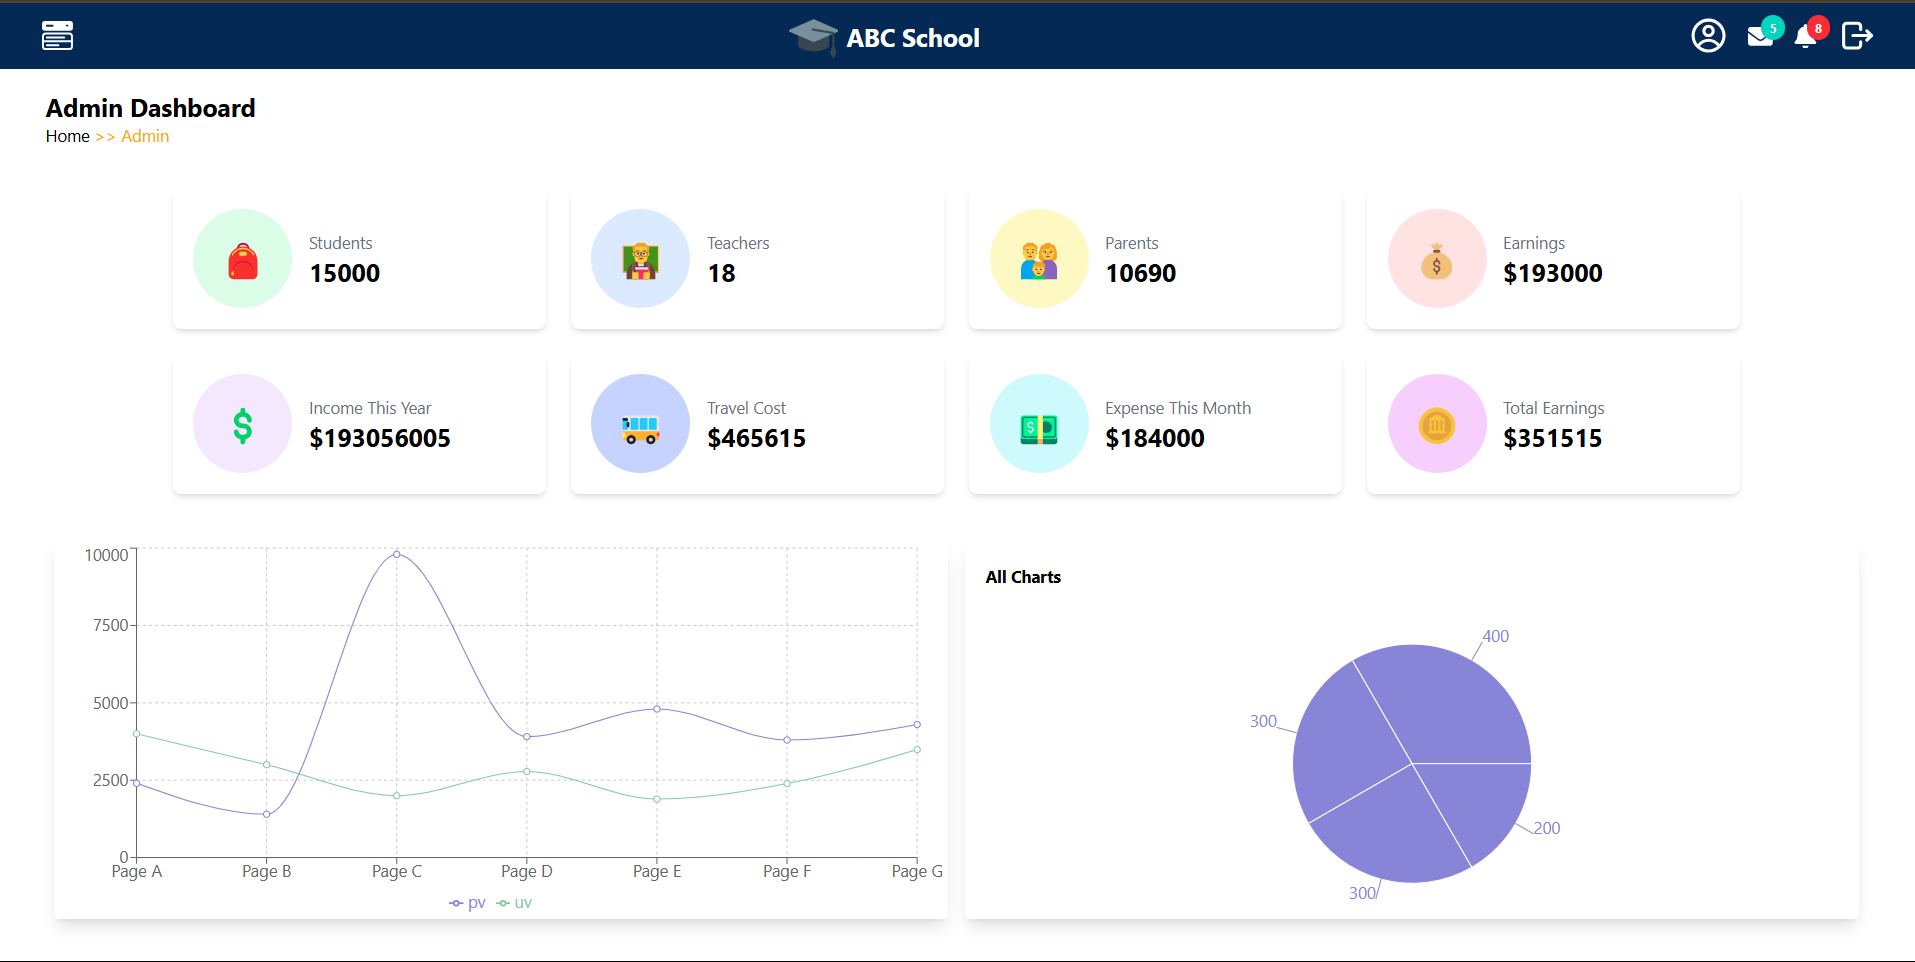 ABC School
5
8
Admin Dashboard
Home >> Admin
Students
15000
Teachers
18
Parents
10690
Earnings
$193000
Income This Year
$193056005
Travel Cost
$465615
Expense This Month
$184000
Total Earnings
$351515
10000
7500
5000
2500
0
Page A Page B Page C Page D Page E Page F Page G
pv uv
All Charts
400
300
200
300